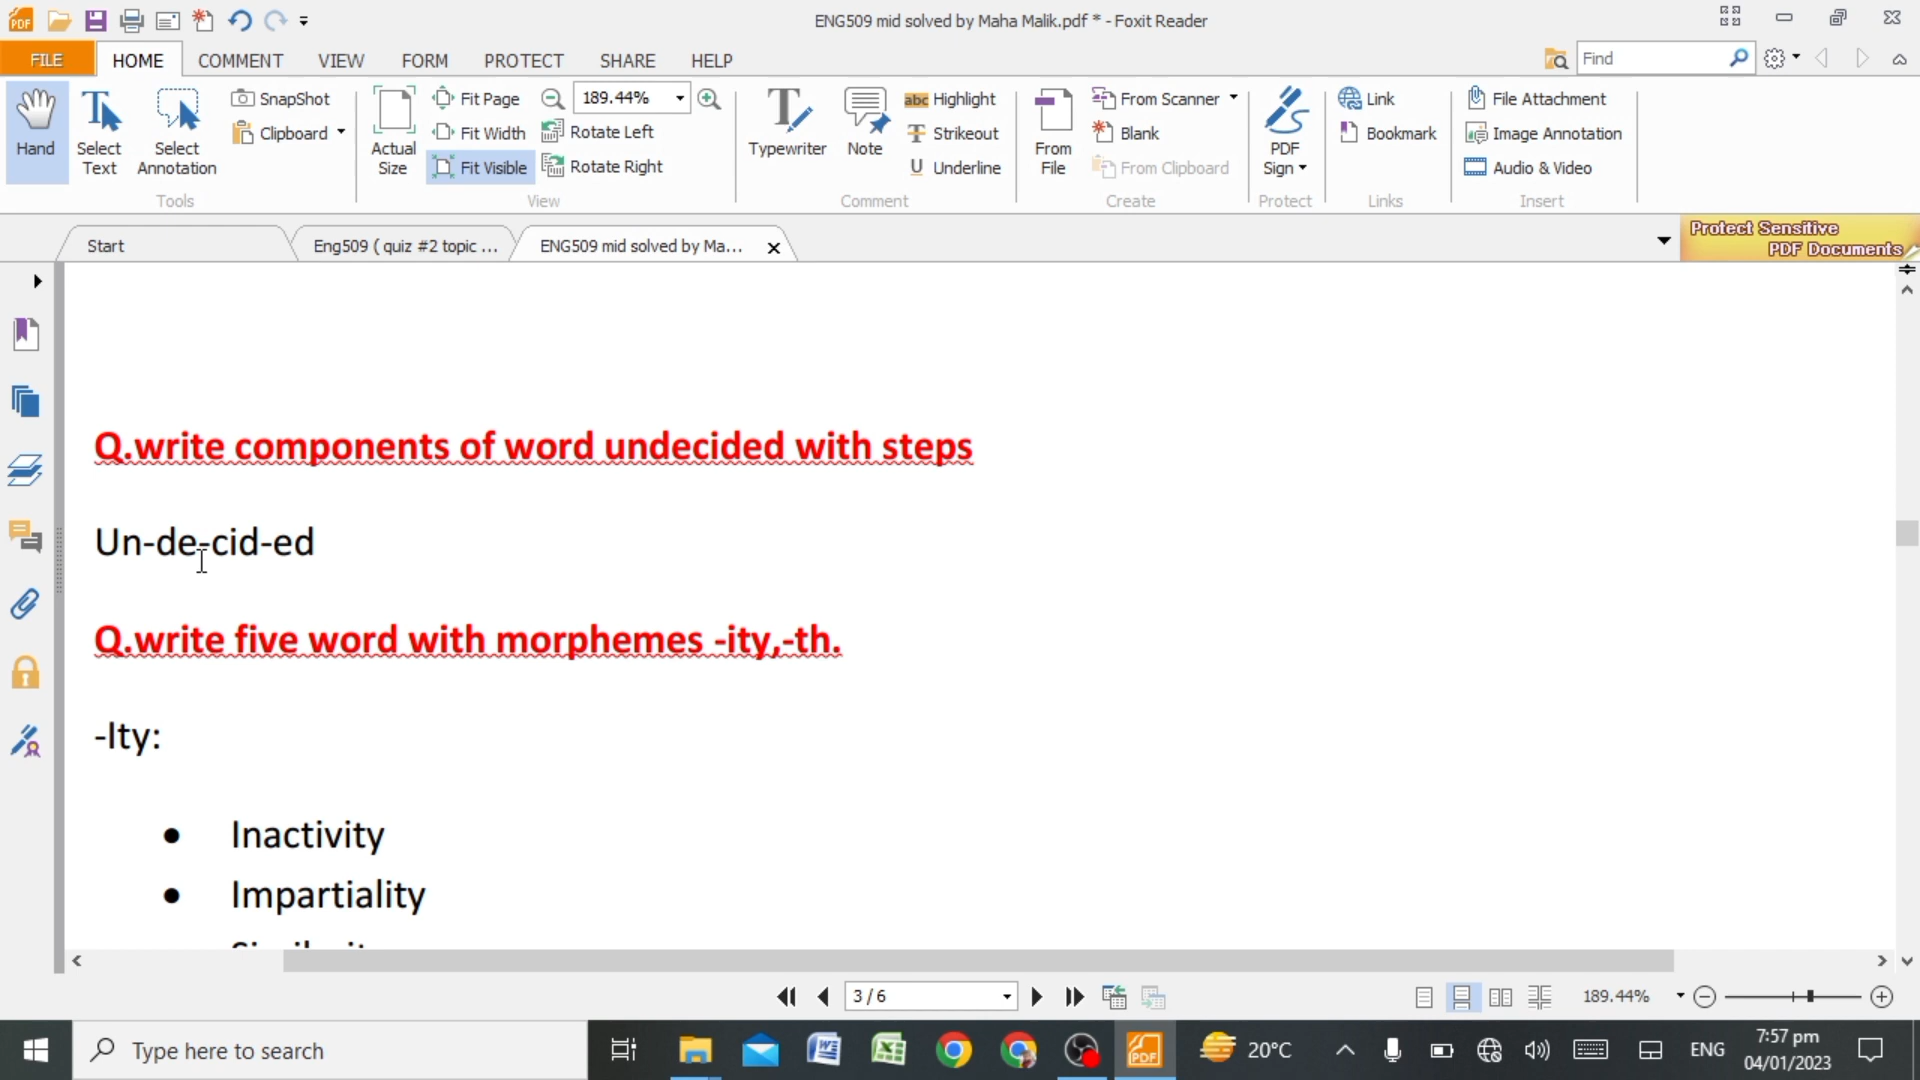 ENG509 mid solved by Maha Malik.pdf * - Foxit Reader
FILE HOME COMMENT VIEW FORM PROTECT SHARE HELP
Find
Hand
Select Text
Select Annotation
SnapShot
Clipboard
Tools
Actual Size
Fit Page
Fit Width
Fit Visible
189.44%
Rotate Left
Rotate Right
View
Typewriter
Note
Highlight
Strikeout
Underline
Comment
From File
From Scanner
Blank
From Clipboard
Create
PDF Sign
Protect
Link
Bookmark
Links
File Attachment
Image Annotation
Audio & Video
Insert
Start
Eng509 ( quiz #2 topic ...
ENG509 mid solved by Ma...
Protect Sensitive
PDF Documents
Q.write components of word undecided with steps
Un-de-cid-ed
Q.write five word with morphemes -ity,-th.
-Ity:
• Inactivity
• Impartiality
3 / 6
189.44%
Type here to search
20°C
ENG
7:57 pm
04/01/2023